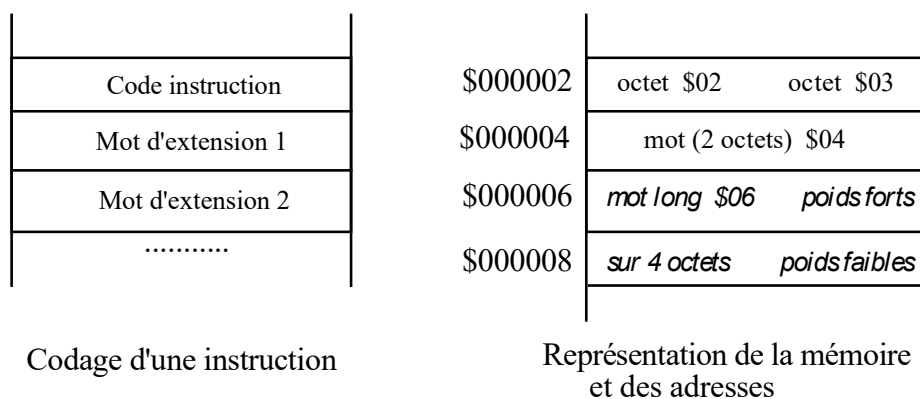 Code instruction
Mot d'extension 1
Mot d'extension 2
...........
Codage d'une instruction
$000002 octet $02 octet $03
$000004 mot (2 octets) $04
$000006 mot long $06 poids forts
$000008 sur 4 octets poids faibles
Représentation de la mémoire
et des adresses